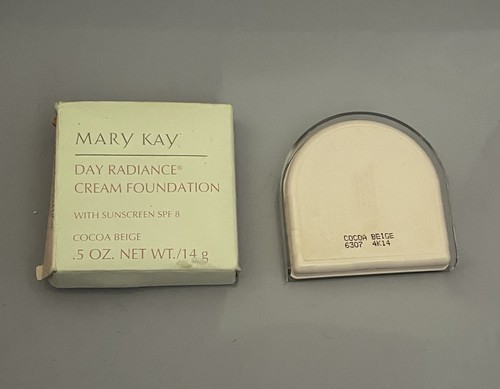 MARY KAY
DAY RADIANCE®
CREAM FOUNDATION
WITH SUNSCREEN SPF 8
COCOA BEIGE
.5 OZ. NET WT./14 g
COCOA BEIGE
6307 4K14